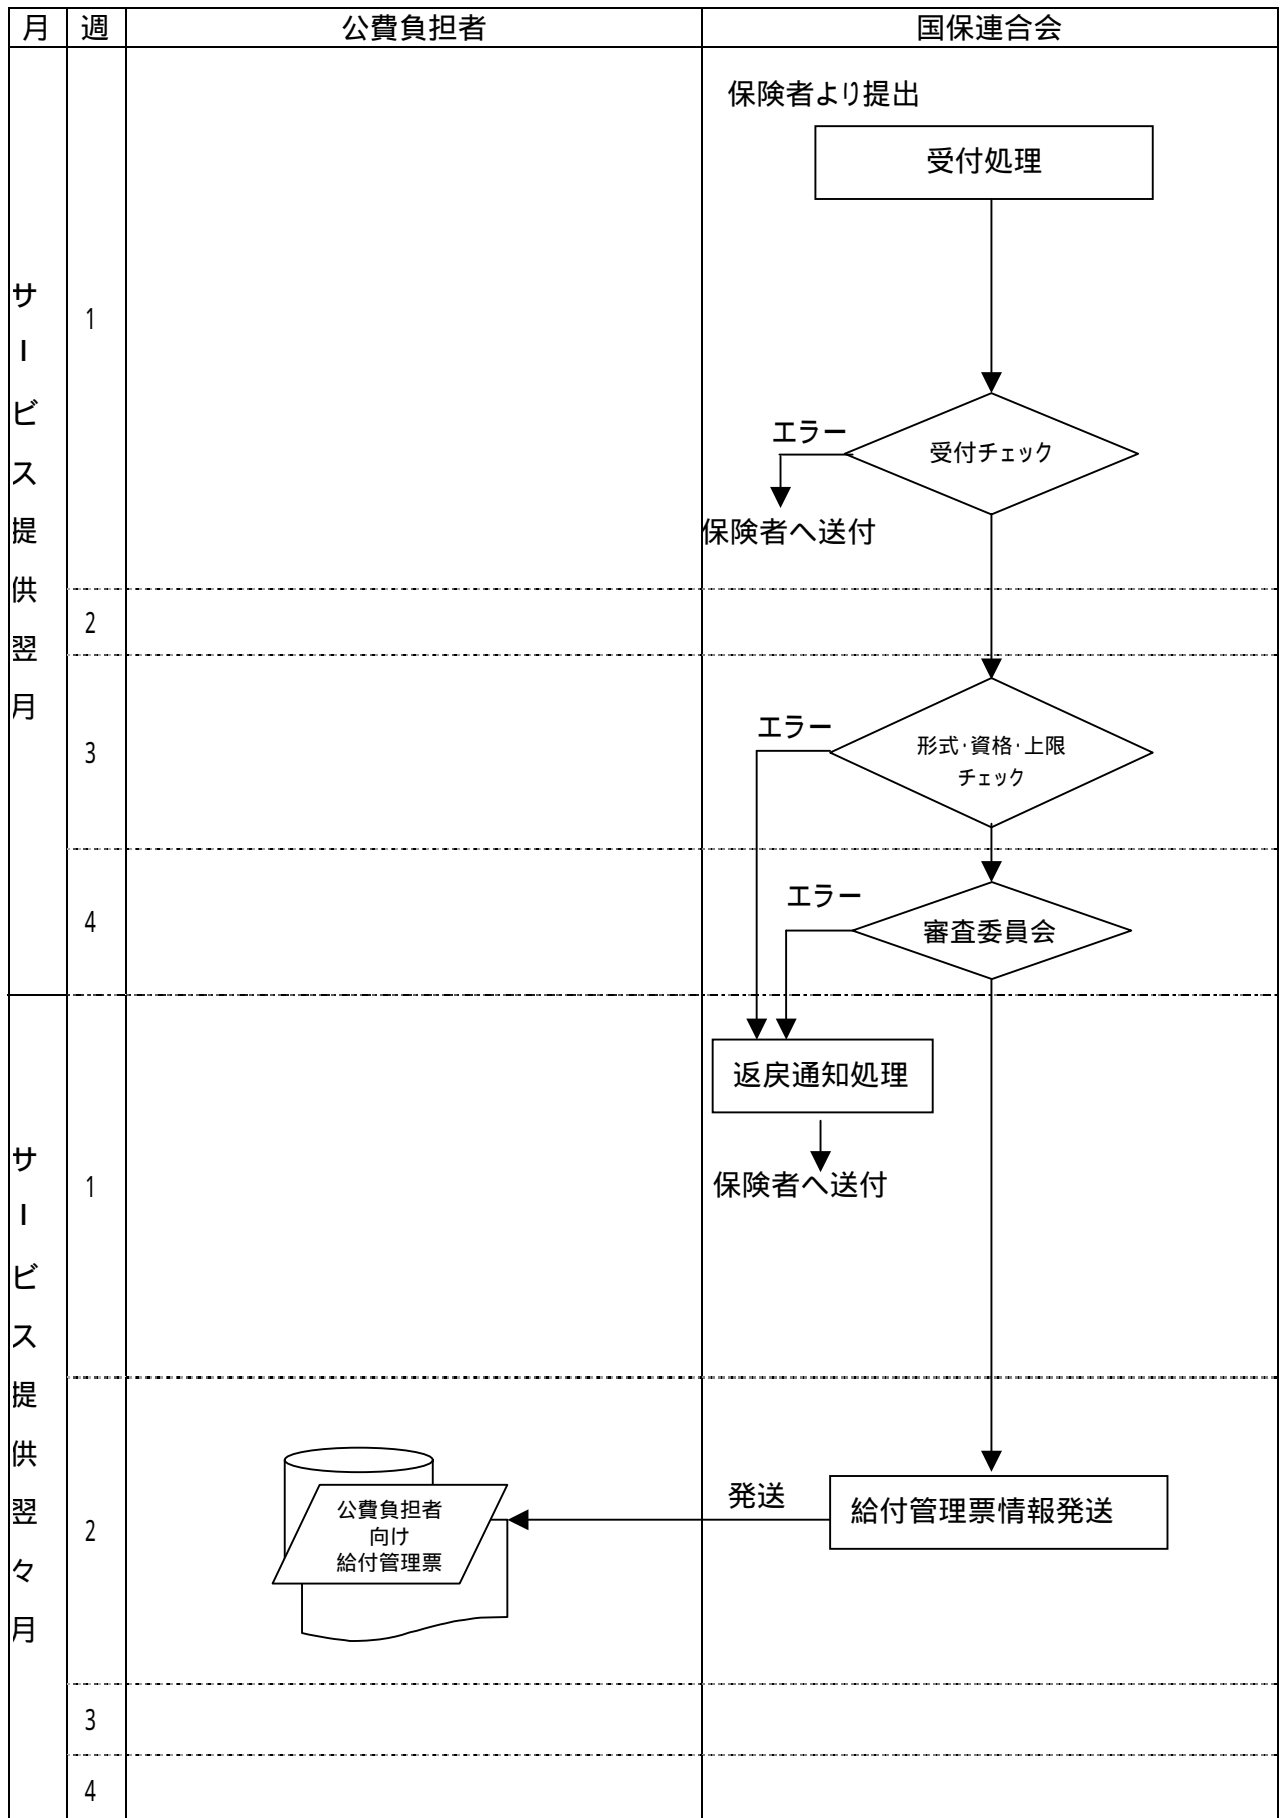 月 週 公費負担者 国保連合会
保険者より提出
受付処理
サービス提供翌月
1
エラー
受付チェック
保険者へ送付
2
3
エラー
形式・資格・上限
チェック
4
エラー
審査委員会
返戻通知処理
サービス提供翌々月
1
保険者へ送付
2
発送
給付管理票情報発送
公費負担者
向け
給付管理票
3
4